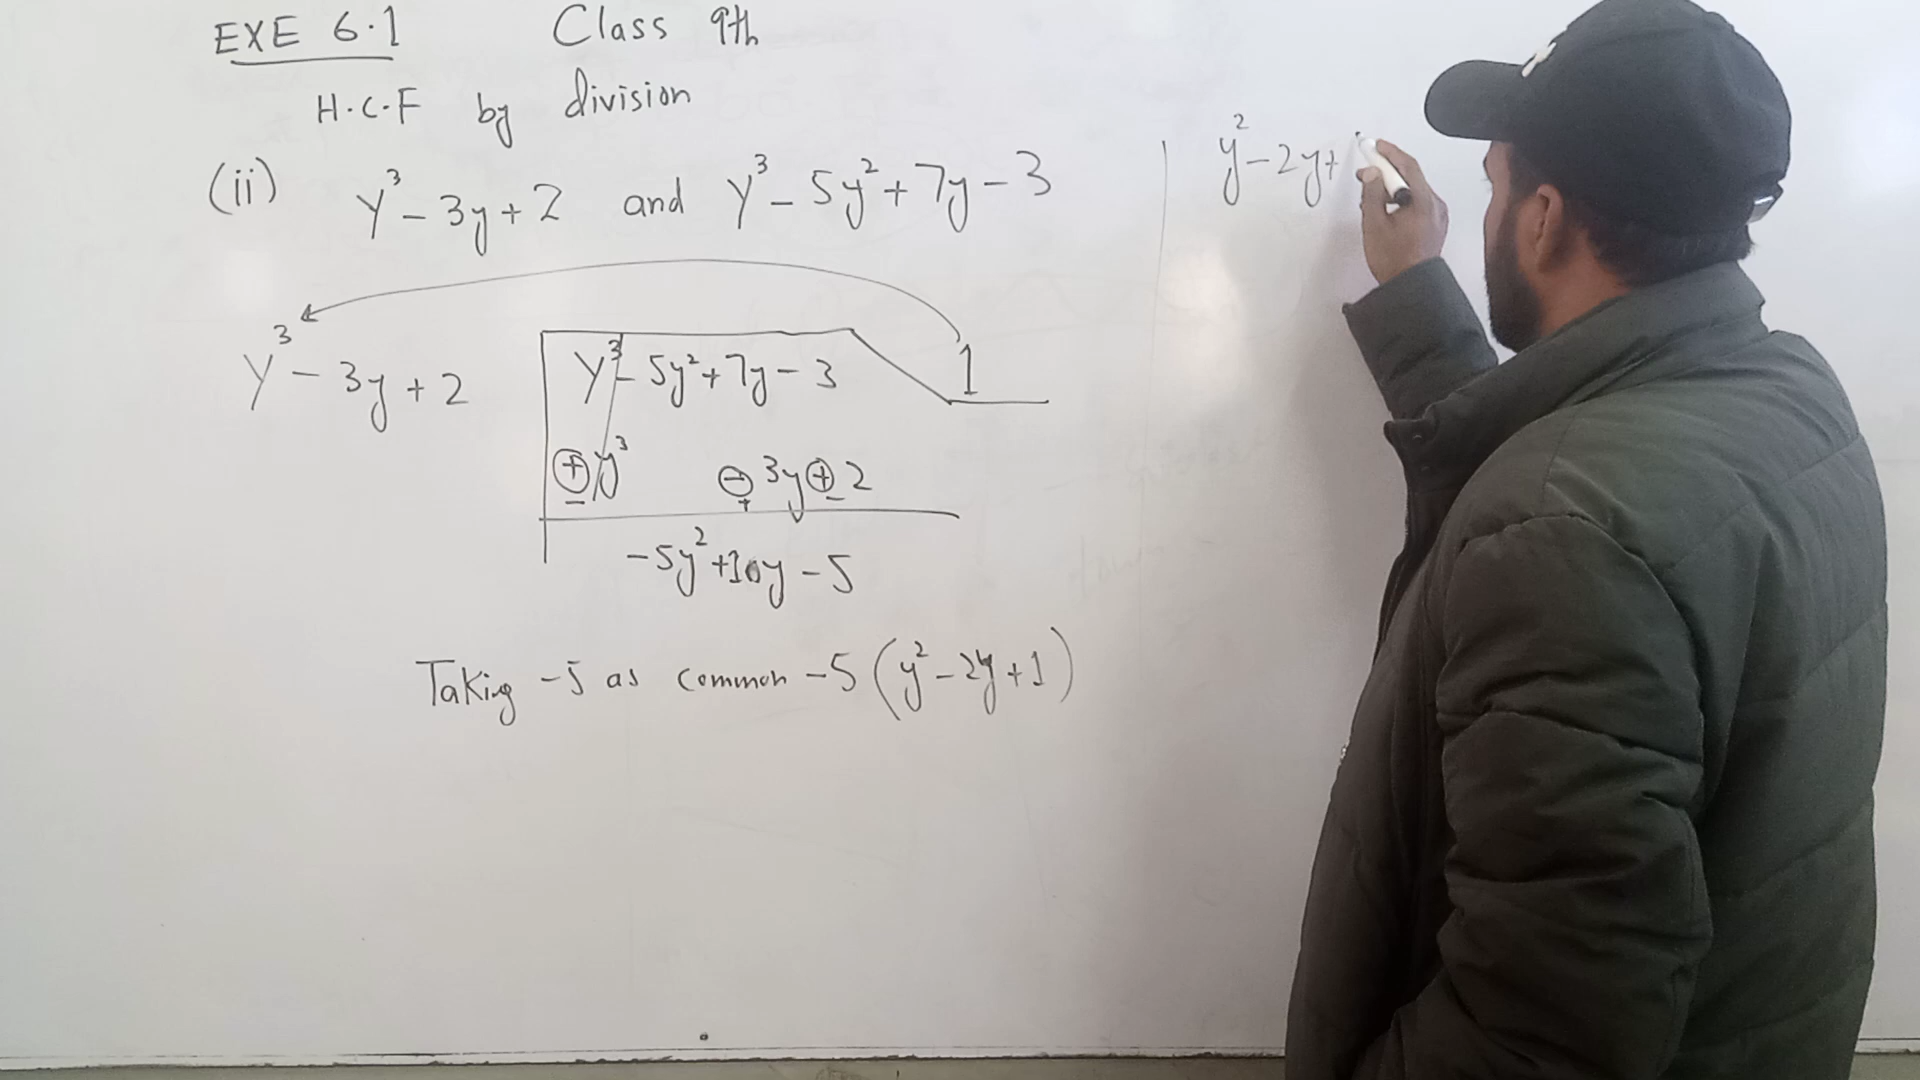 EXE 6.1 Class 9th
H.C.F by division
(ii) y³ - 3y + 2 and y³ - 5y² + 7y - 3
y² - 2y +
y³ - 3y + 2 y³ - 5y² + 7y - 3 1
⊕ y³ ⊖ 3y ⊕ 2
- + -
-5y² + 10y - 5
Taking -5 as common -5 (y² - 2y + 1)